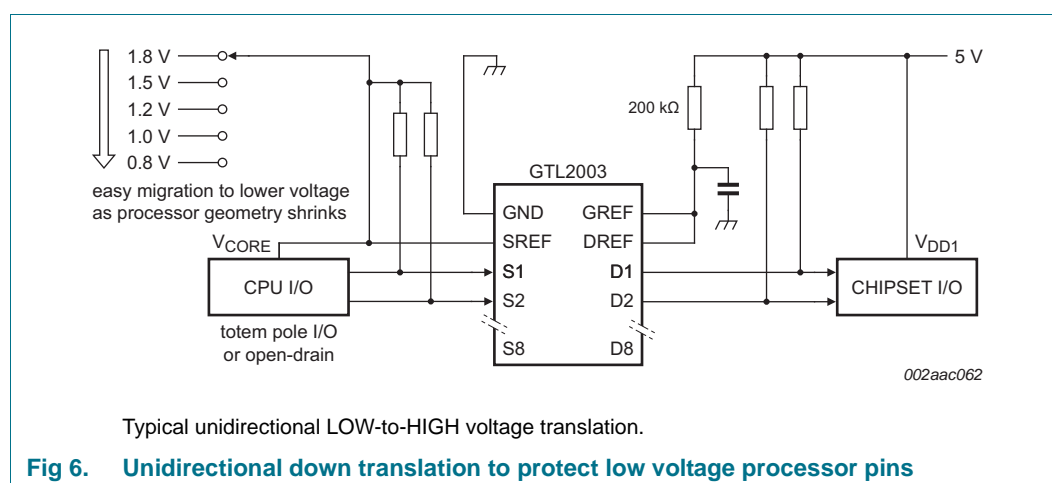 1.8 V
1.5 V
1.2 V
1.0 V
0.8 V
easy migration to lower voltage
as processor geometry shrinks
5 V
200 kΩ
GTL2003
GND GREF
SREF DREF
S1 D1
S2 D2
S8 D8
VCORE
CPU I/O
totem pole I/O
or open-drain
VDD1
CHIPSET I/O
002aac062
Typical unidirectional LOW-to-HIGH voltage translation.
Fig 6. Unidirectional down translation to protect low voltage processor pins